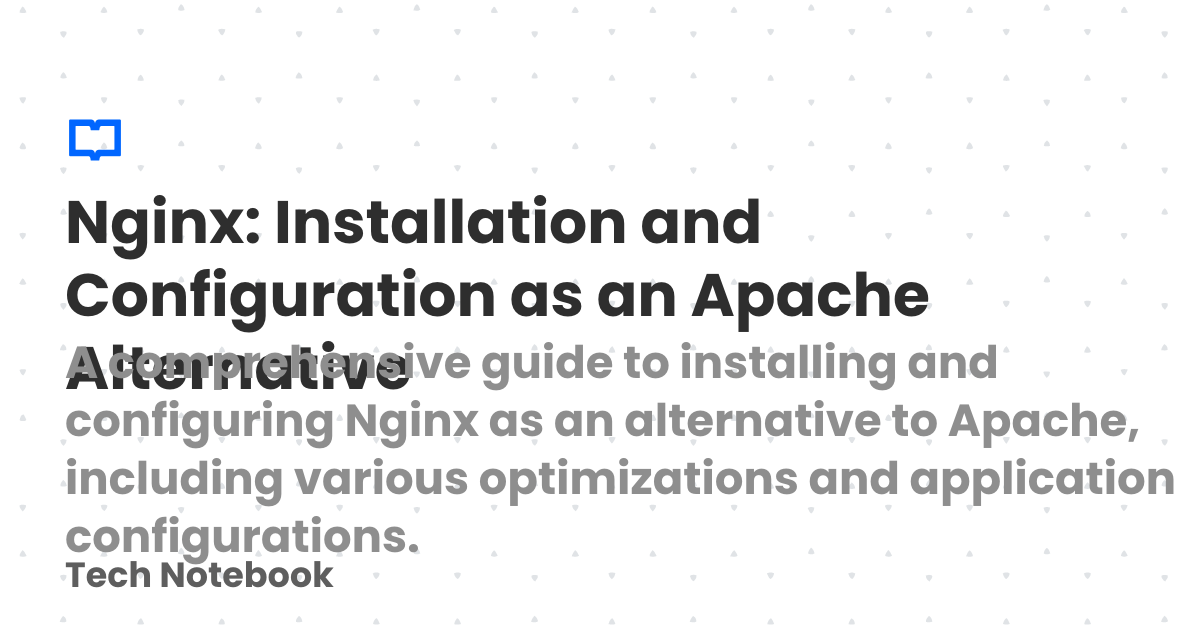 Nginx: Installation and
Configuration as an Apache
Alternative
A comprehensive guide to installing and
configuring Nginx as an alternative to Apache,
including various optimizations and application
configurations.
Tech Notebook